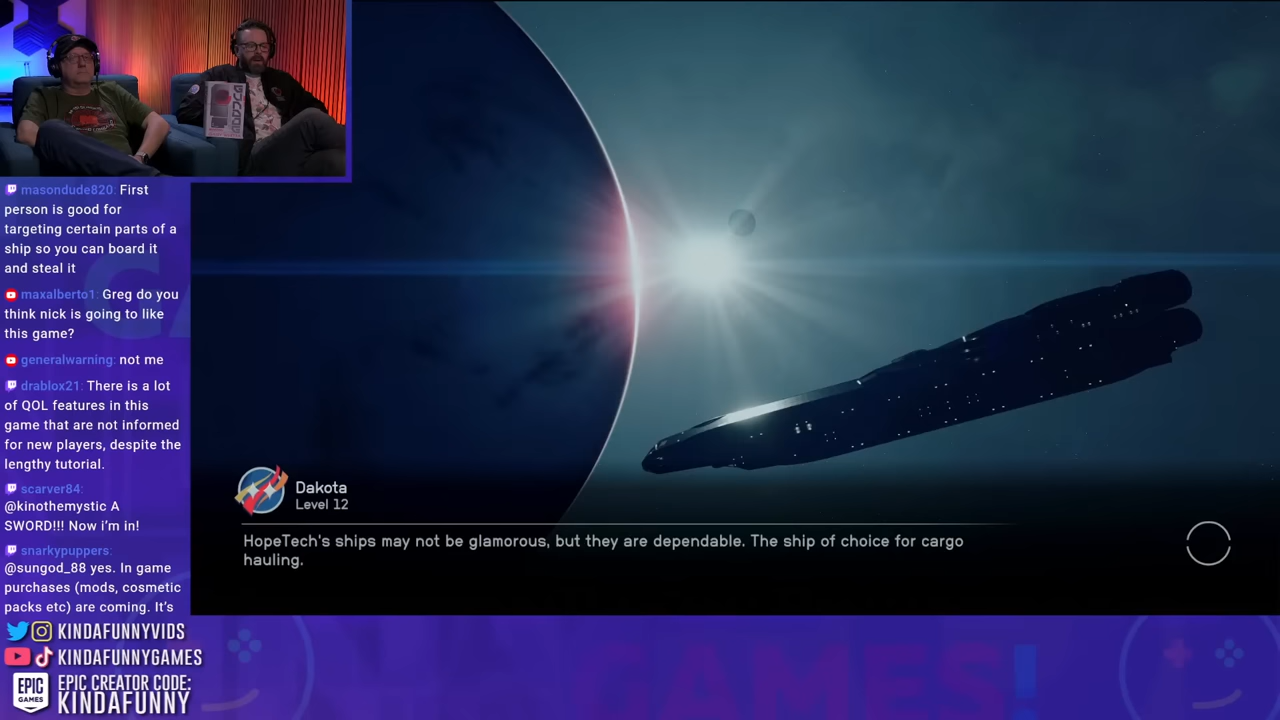 masondude820: First
person is good for
targeting certain parts of a
ship so you can board it
and steal it
maxalberto1: Greg do you
think nick is going to like
this game?
generalwarning: not me
drablox21: There is a lot
of QOL features in this
game that are not informed
for new players, despite the
lengthy tutorial.
scarver84:
@kinothemystic A
SWORD!!! Now i'm in!
snarkypuppers:
@sungod_88 yes. In game
purchases (mods, cosmetic
packs etc) are coming. It's
Dakota
Level 12
HopeTech's ships may not be glamorous, but they are dependable. The ship of choice for cargo
hauling.
KINDAFUNNYVIDS
KINDAFUNNYGAMES
EPIC
GAMES
EPIC CREATOR CODE:
KINDAFUNNY
GAMES!